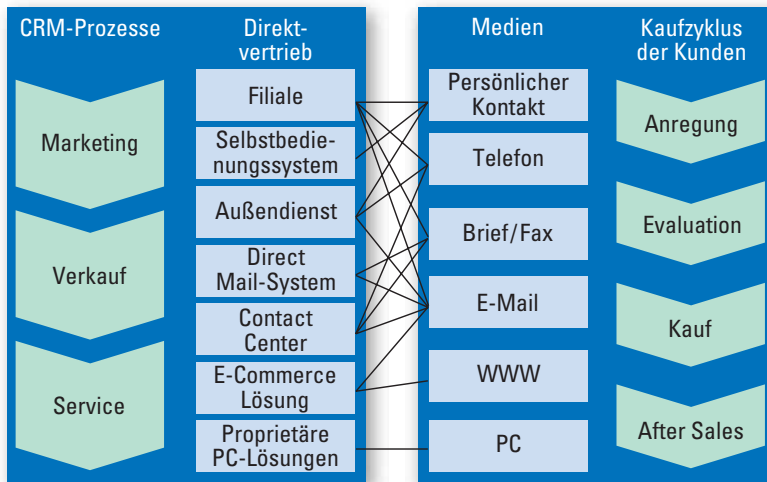 CRM-Prozesse
Marketing
Verkauf
Service
Direkt-
vertrieb
Filiale
Selbstbedie-
nungssystem
Außendienst
Direct
Mail-System
Contact
Center
E-Commerce
Lösung
Proprietäre
PC-Lösungen
Medien
Persönlicher
Kontakt
Telefon
Brief/Fax
E-Mail
WWW
PC
Kaufzyklus
der Kunden
Anregung
Evaluation
Kauf
After Sales